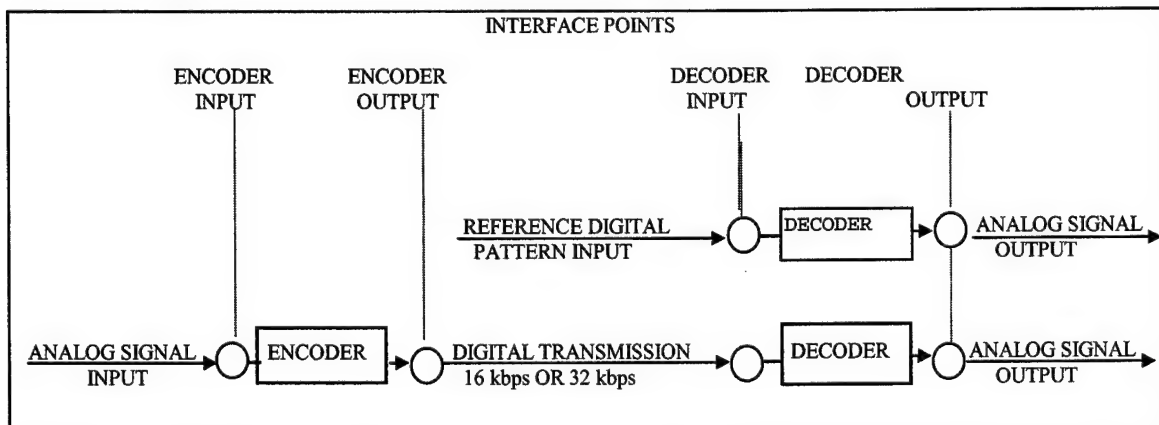 INTERFACE POINTS
ENCODER INPUT
ENCODER OUTPUT
DECODER INPUT
DECODER OUTPUT
REFERENCE DIGITAL
PATTERN INPUT
DECODER
ANALOG SIGNAL
OUTPUT
ANALOG SIGNAL
INPUT
ENCODER
DIGITAL TRANSMISSION
16 kbps OR 32 kbps
DECODER
ANALOG SIGNAL
OUTPUT